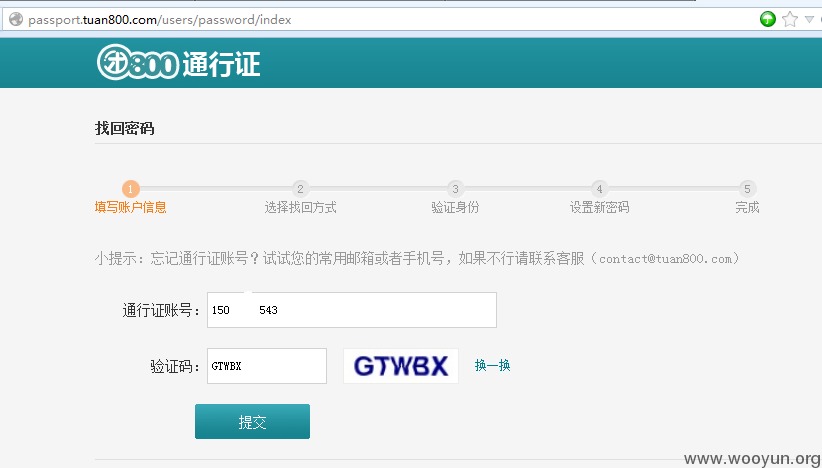 passport.tuan800.com/users/password/index
团800 通行证
找回密码
1 2 3 4 5
填写账户信息 选择找回方式 验证身份 设置新密码 完成
小提示：忘记通行证账号？试试您的常用邮箱或者手机号，如果不行请联系客服（contact@tuan800.com）
通行证账号： 150 543
验证码： GTWBX GTWBX 换一换
提交
www.wooyun.org